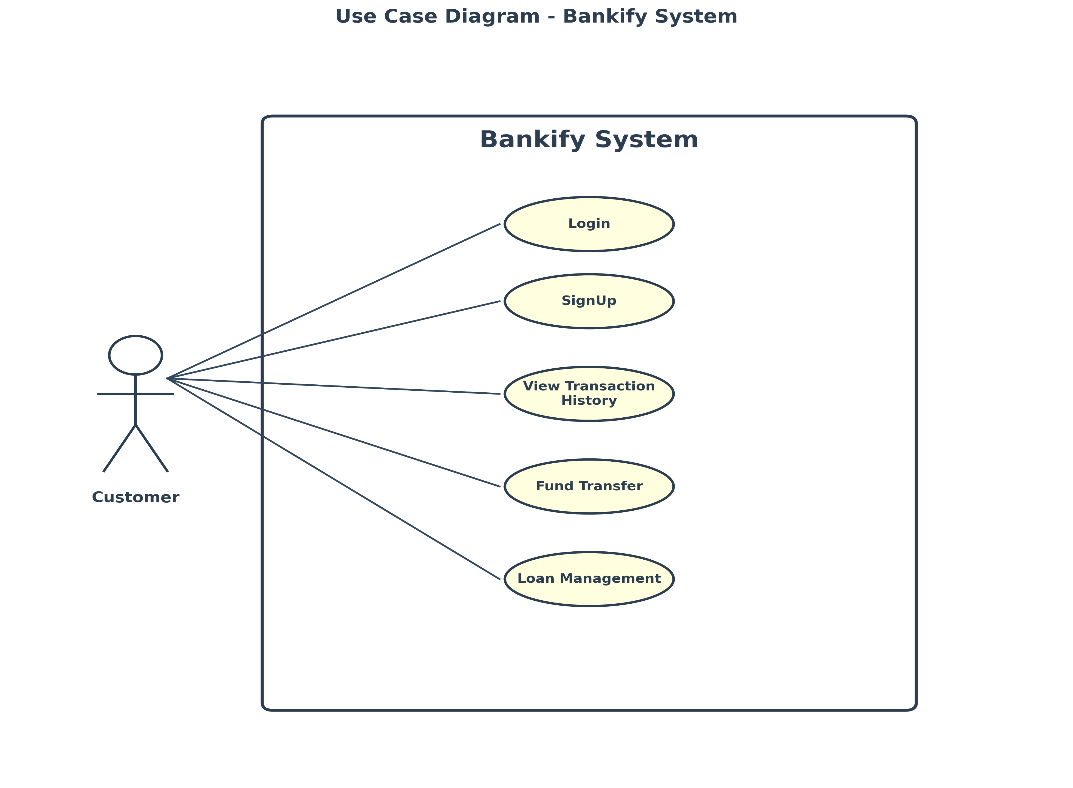 Use Case Diagram - Bankify System
Bankify System
Login
SignUp
View Transaction
History
Fund Transfer
Loan Management
Customer